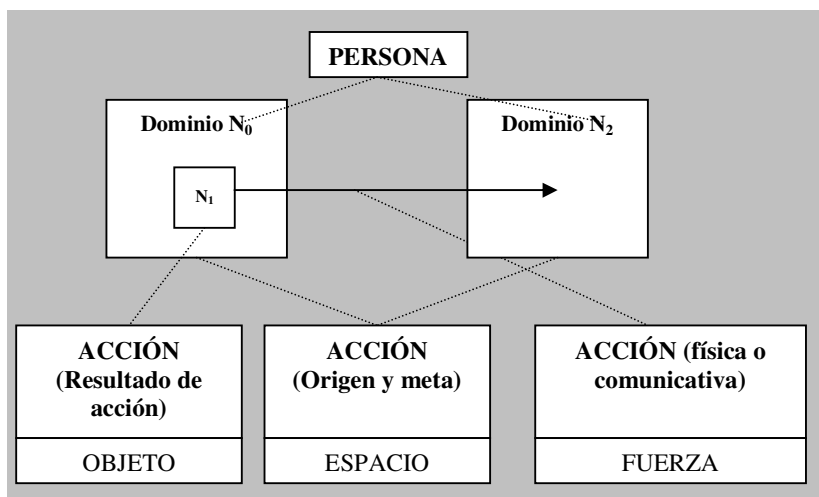 PERSONA
Dominio N₀
Dominio N₂
N₁
ACCIÓN
(Resultado de
acción)
OBJETO
ACCIÓN
(Origen y meta)
ESPACIO
ACCIÓN (física o
comunicativa)
FUERZA